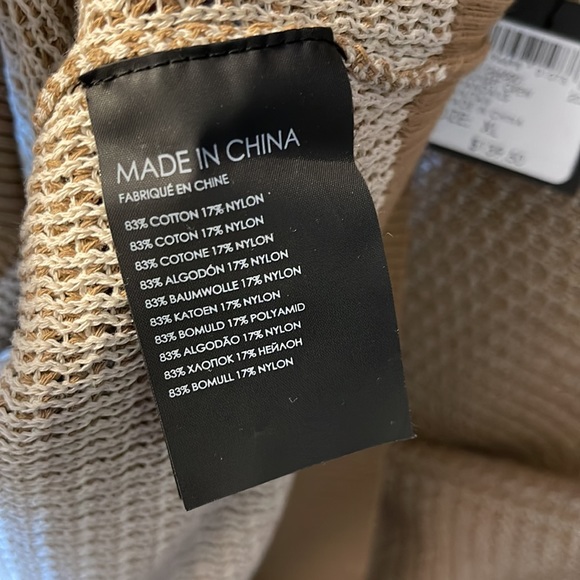 MADE IN CHINA
FABRIQUÉ EN CHINE
83% COTTON 17% NYLON
83% COTON 17% NYLON
83% COTONE 17% NYLON
83% ALGODÓN 17% NYLON
83% BAUMWOLLE 17% NYLON
83% KATOEN 17% NYLON
83% BOMULD 17% POLYAMID
83% ALGODÃO 17% NYLON
83% ХЛОПОК 17% НЕЙЛОН
83% BOMULL 17% NYLON
XL